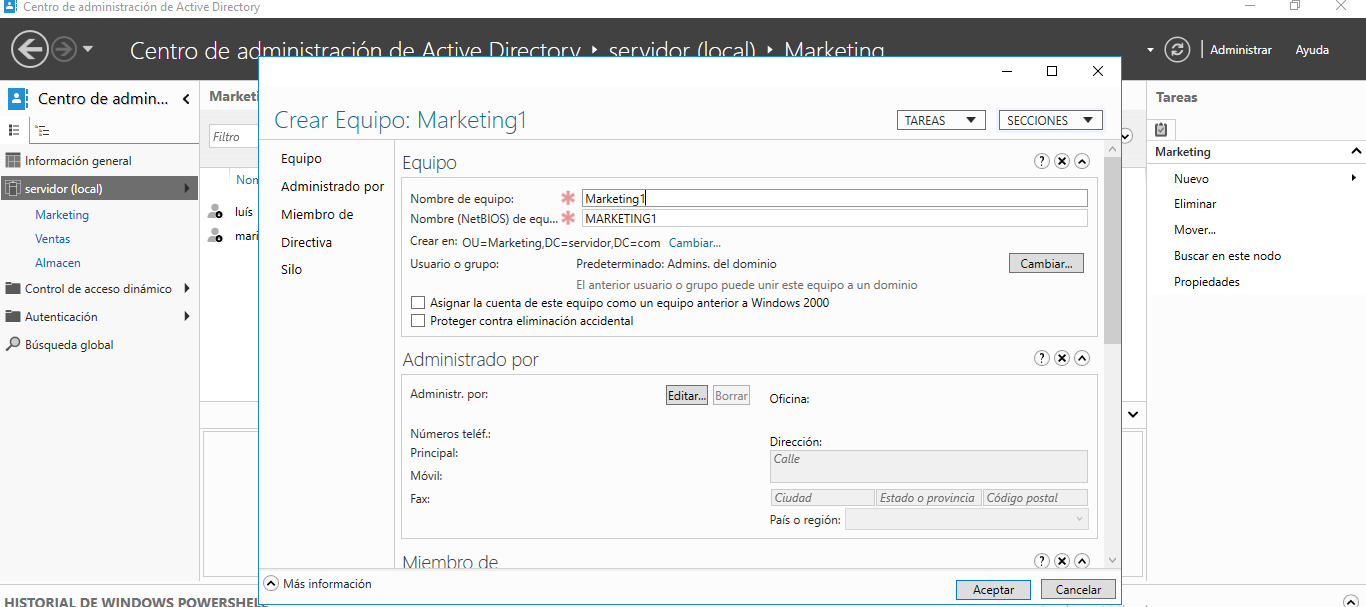 Centro de administración de Active Directory
Centro de administración de Active Directory ‣ servidor (local) ‣ Marketing
Administrar
Ayuda
Centro de admin...
Información general
servidor (local)
Marketing
Ventas
Almacen
Control de acceso dinámico
Autenticación
Búsqueda global
Filtro
luís
Crear Equipo: Marketing1
TAREAS
SECCIONES
Equipo
Administrado por
Miembro de
Directiva
Silo
Equipo
Nombre de equipo: * Marketing1
Nombre (NetBIOS) de equ... * MARKETING1
Crear en: OU=Marketing,DC=servidor,DC=com Cambiar...
Usuario o grupo: Predeterminado: Admins. del dominio Cambiar...
El anterior usuario o grupo puede unir este equipo a un dominio
Asignar la cuenta de este equipo como un equipo anterior a Windows 2000
Proteger contra eliminación accidental
Administrado por
Administr. por: Editar... Borrar
Números teléf.:
Principal:
Móvil:
Fax:
Oficina:
Dirección:
Calle
Ciudad Estado o provincia Código postal
País o región:
Miembro de
Más información
Aceptar Cancelar
Tareas
Marketing
Nuevo
Eliminar
Mover...
Buscar en este nodo
Propiedades
HISTORIAL DE WINDOWS POWERSHELL